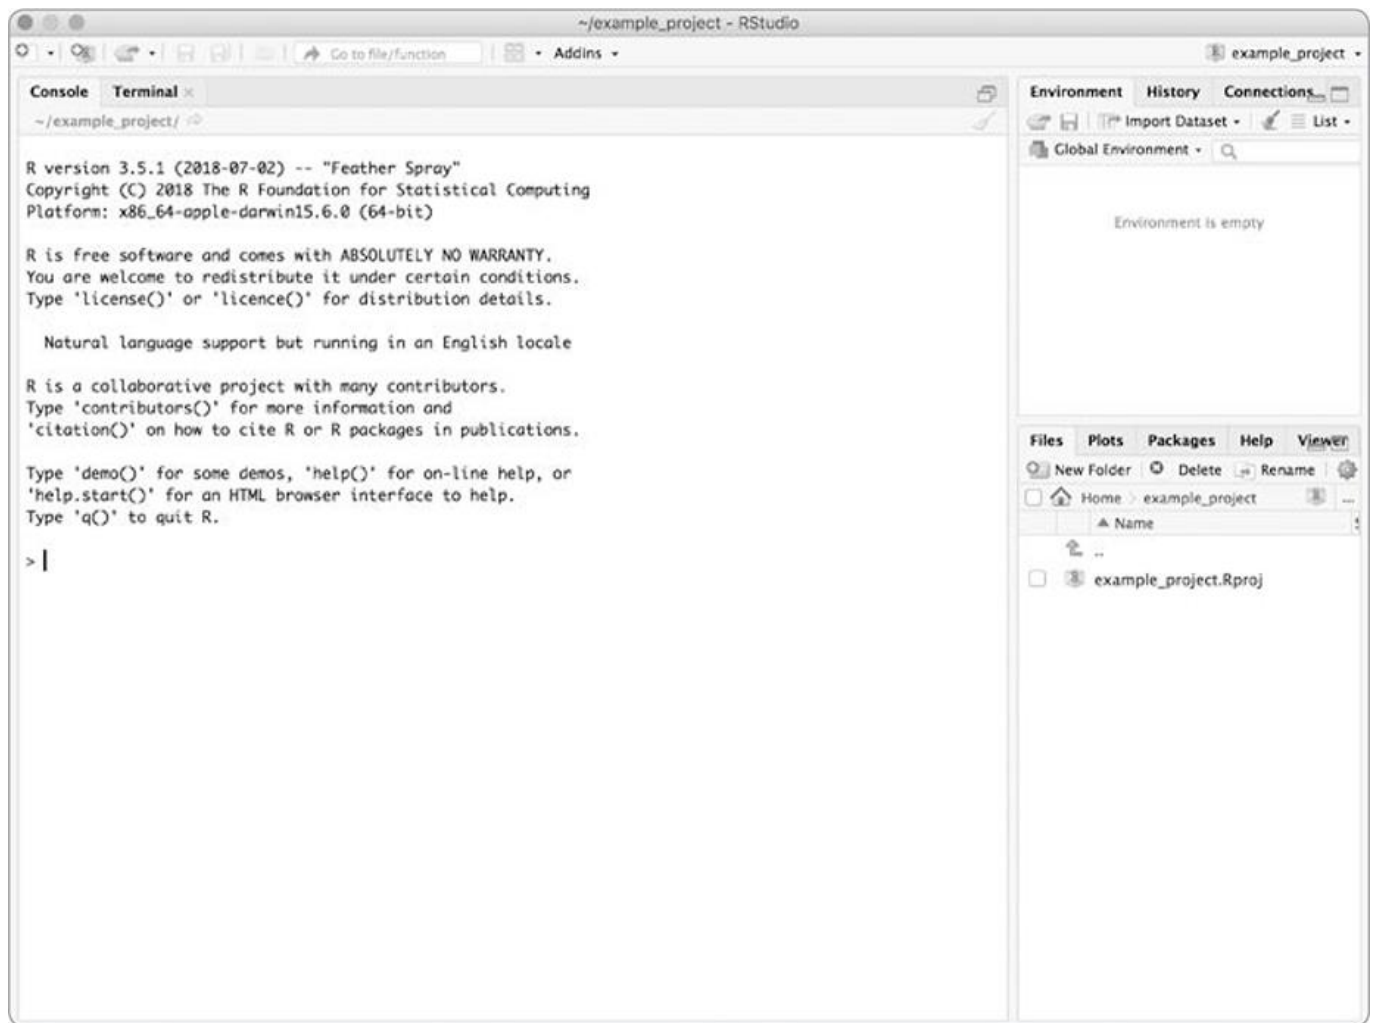 ~/example_project - RStudio
Go to file/function
Addins
example_project
Console Terminal
~/example_project/
R version 3.5.1 (2018-07-02) -- "Feather Spray"
Copyright (C) 2018 The R Foundation for Statistical Computing
Platform: x86_64-apple-darwin15.6.0 (64-bit)
R is free software and comes with ABSOLUTELY NO WARRANTY.
You are welcome to redistribute it under certain conditions.
Type 'license()' or 'licence()' for distribution details.
Natural language support but running in an English locale
R is a collaborative project with many contributors.
Type 'contributors()' for more information and
'citation()' on how to cite R or R packages in publications.
Type 'demo()' for some demos, 'help()' for on-line help, or
'help.start()' for an HTML browser interface to help.
Type 'q()' to quit R.
>
Environment History Connections
Import Dataset List
Global Environment
Environment is empty
Files Plots Packages Help Viewer
New Folder Delete Rename
Home example_project ...
Name
..
example_project.Rproj